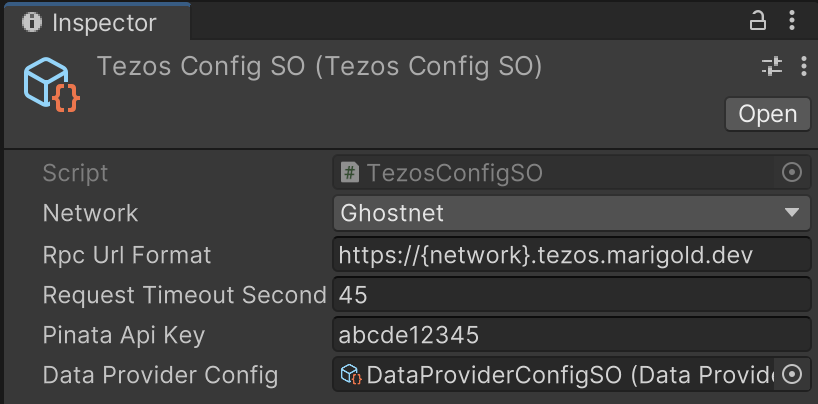 Inspector
Tezos Config SO (Tezos Config SO)
Open
Script # TezosConfigSO
Network Ghostnet
Rpc Url Format https://{network}.tezos.marigold.dev
Request Timeout Second 45
Pinata Api Key abcde12345
Data Provider Config DataProviderConfigSO (Data Provid